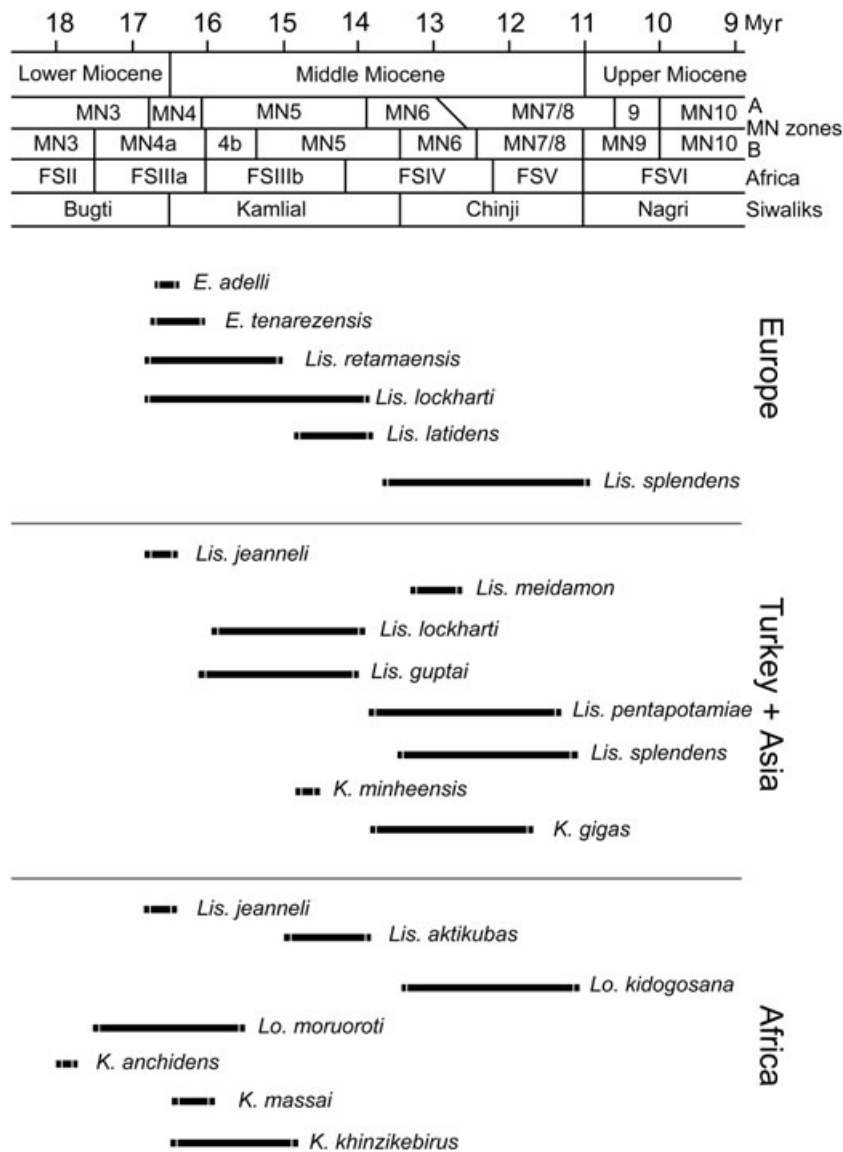 18 17 16 15 14 13 12 11 10 9 Myr
Lower Miocene Middle Miocene Upper Miocene
MN3 MN4 MN5 MN6 MN7/8 9 MN10 A
MN zones
MN3 MN4a 4b MN5 MN6 MN7/8 MN9 MN10 B
FSII FSIIIa FSIIIb FSIV FSV FSVI Africa
Bugti Kamlial Chinji Nagri Siwaliks
Europe
E. adelli
E. tenarezensis
Lis. retamaensis
Lis. lockharti
Lis. latidens
Lis. splendens
Turkey + Asia
Lis. jeanneli
Lis. meidamon
Lis. lockharti
Lis. guptai
Lis. pentapotamiae
Lis. splendens
K. minheensis
K. gigas
Africa
Lis. jeanneli
Lis. aktikubas
Lo. kidogosana
Lo. moruoroti
K. anchidens
K. massai
K. khinzikebirus